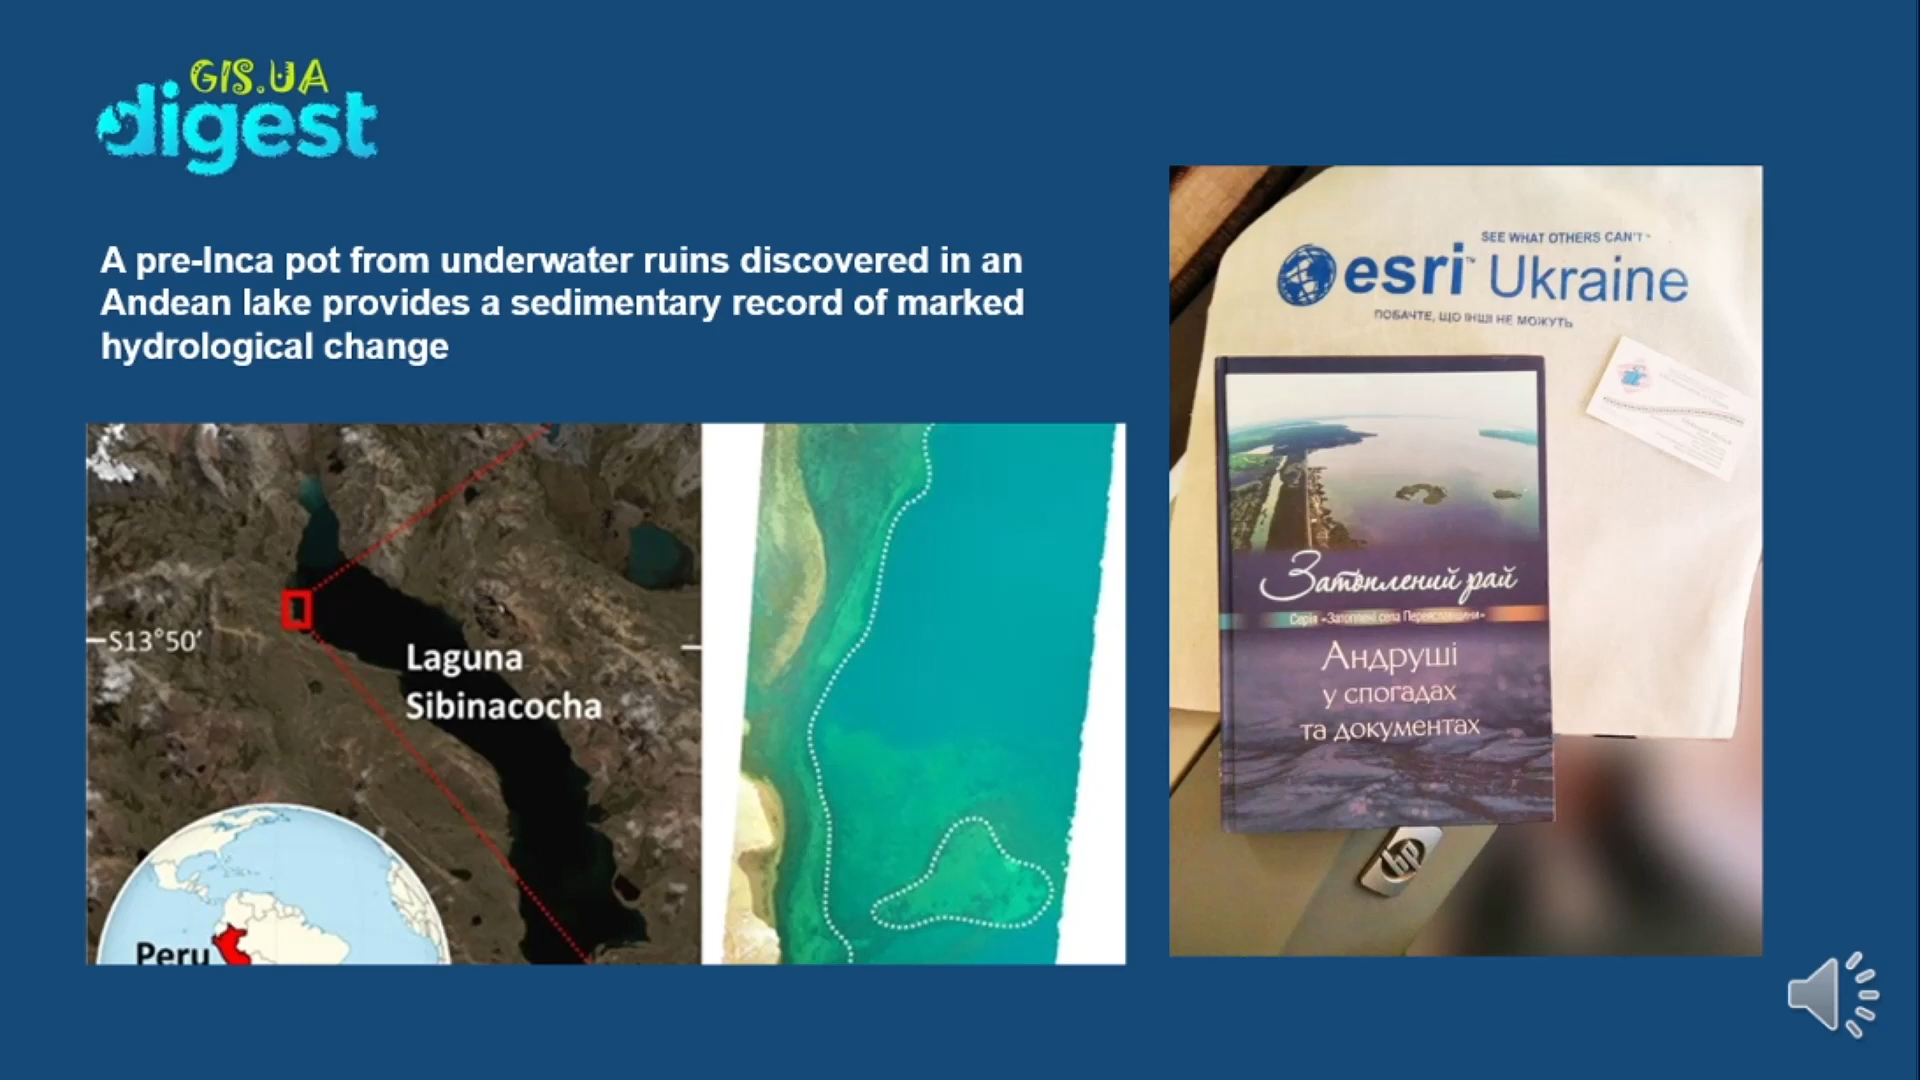 GIS.UA
digest
A pre-Inca pot from underwater ruins discovered in an
Andean lake provides a sedimentary record of marked
hydrological change
S13°50’
Laguna
Sibinacocha
Peru
SEE WHAT OTHERS CAN'T™
esri™ Ukraine
ПОБАЧТЕ, ЩО ІНШІ НЕ МОЖУТЬ
Затоплений рай
Серія «Затоплені села Переяславщини»
Андруші
у спогадах
та документах
hp